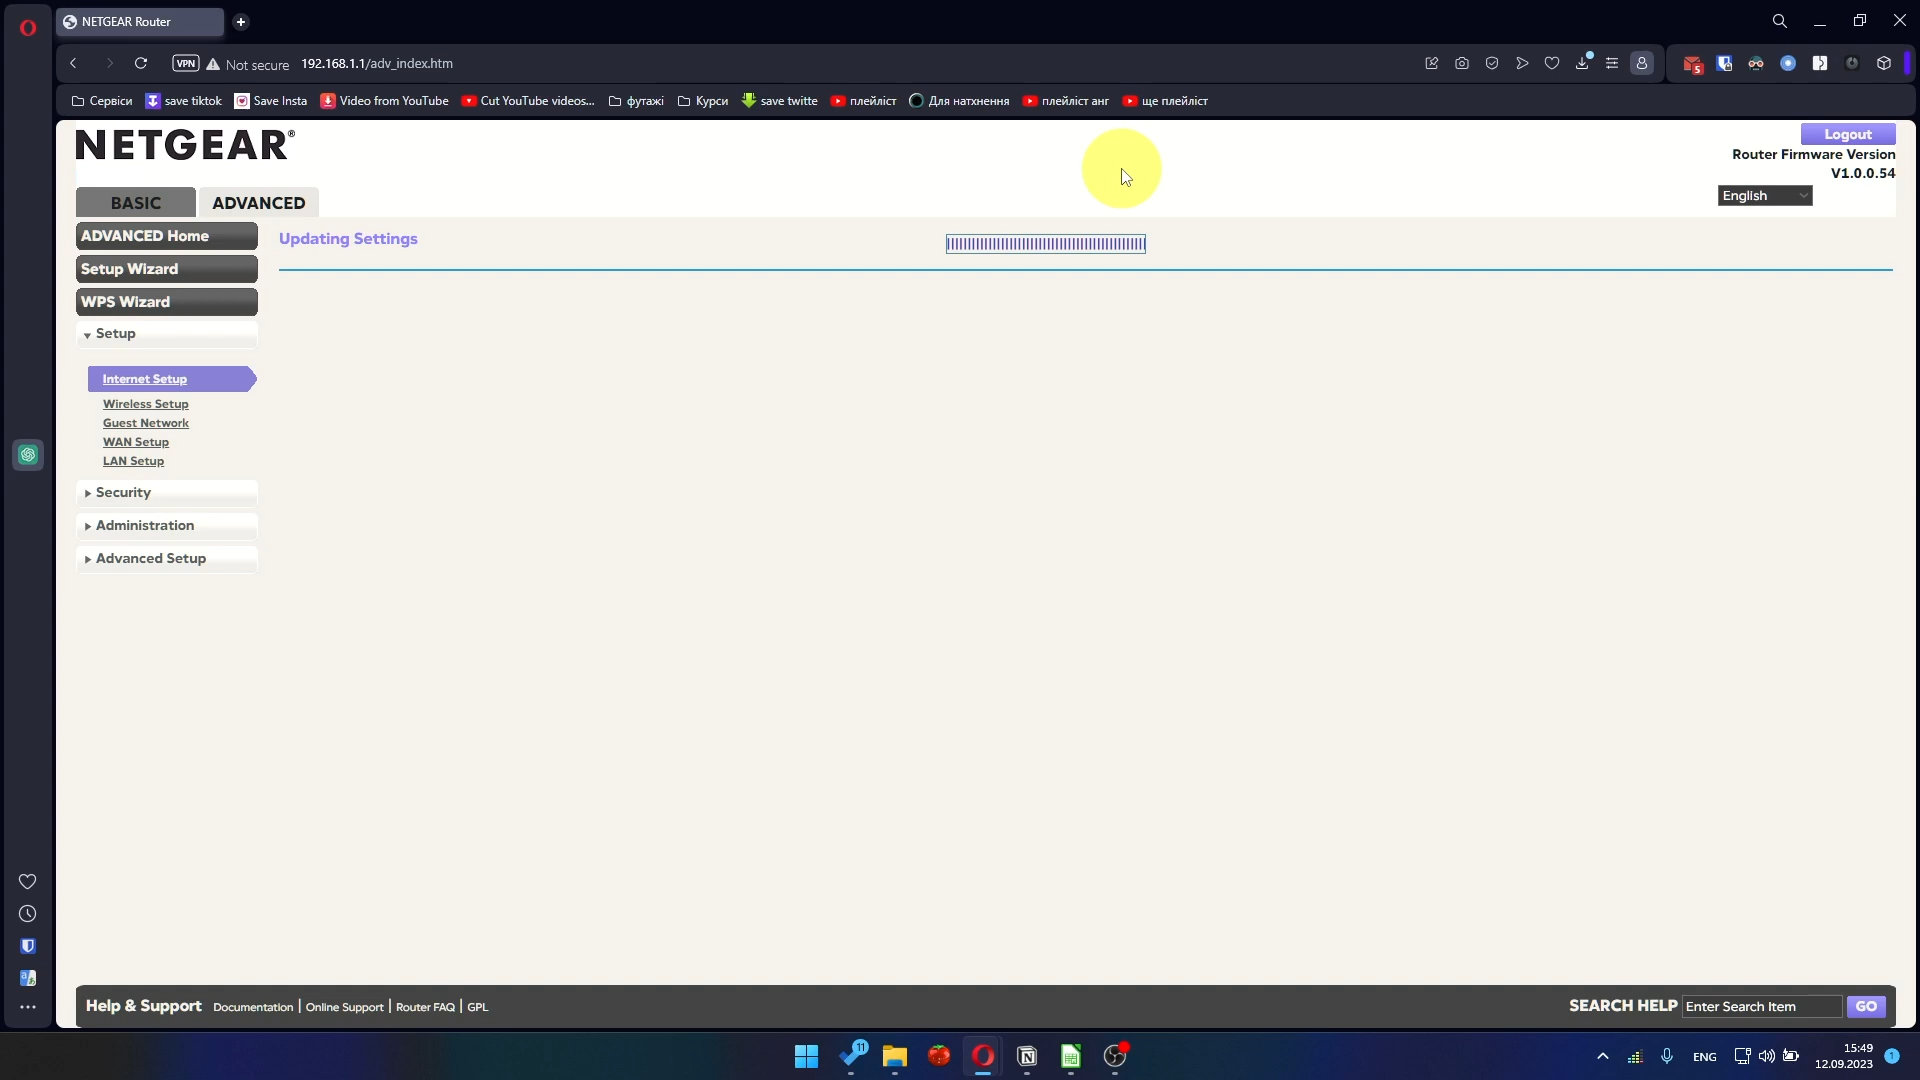 NETGEAR Router
VPN Not secure 192.168.1.1/adv_index.htm
5
Сервіси save tiktok Save Insta Video from YouTube Cut YouTube videos... футажі Курси save twitte плейліст Для натхнення плейліст анг ще плейліст
NETGEAR®
Logout
Router Firmware Version
V1.0.0.54
English
BASIC ADVANCED
ADVANCED Home
Setup Wizard
WPS Wizard
Setup
Internet Setup
Wireless Setup
Guest Network
WAN Setup
LAN Setup
Security
Administration
Advanced Setup
Updating Settings
Help & Support Documentation | Online Support | Router FAQ | GPL
SEARCH HELP Enter Search Item GO
11
ENG
15:49
12.09.2023
1